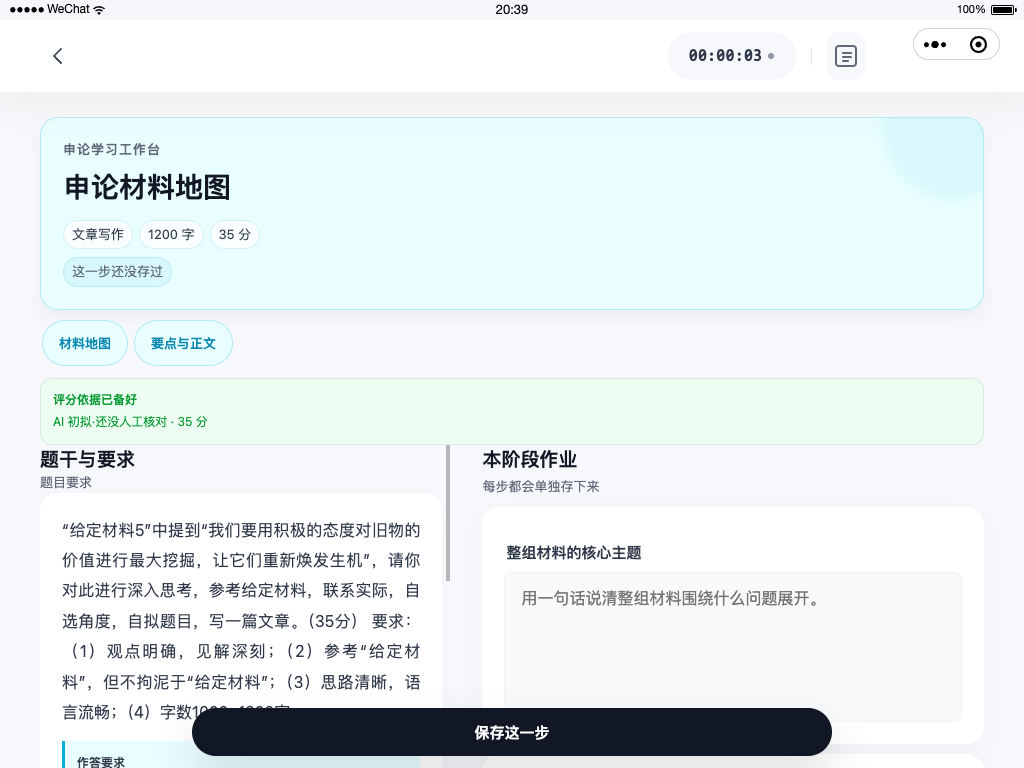 ●●●●● WeChat
20:39
100%
00:00:03
申论学习工作台
申论材料地图
文章写作
1200 字
35 分
这一步还没存过
材料地图
要点与正文
评分依据已备好
AI 初拟·还没人工核对 · 35 分
题干与要求
题目要求
“给定材料5”中提到“我们要用积极的态度对旧物的
价值进行最大挖掘，让它们重新焕发生机”，请你
对此进行深入思考，参考给定材料，联系实际，自
选角度，自拟题目，写一篇文章。（35分） 要求：
（1）观点明确，见解深刻；（2）参考“给定材
料”，但不拘泥于“给定材料”；（3）思路清晰，语
言流畅；（4）字数
作答要求
本阶段作业
每步都会单独存下来
整组材料的核心主题
用一句话说清整组材料围绕什么问题展开。
保存这一步